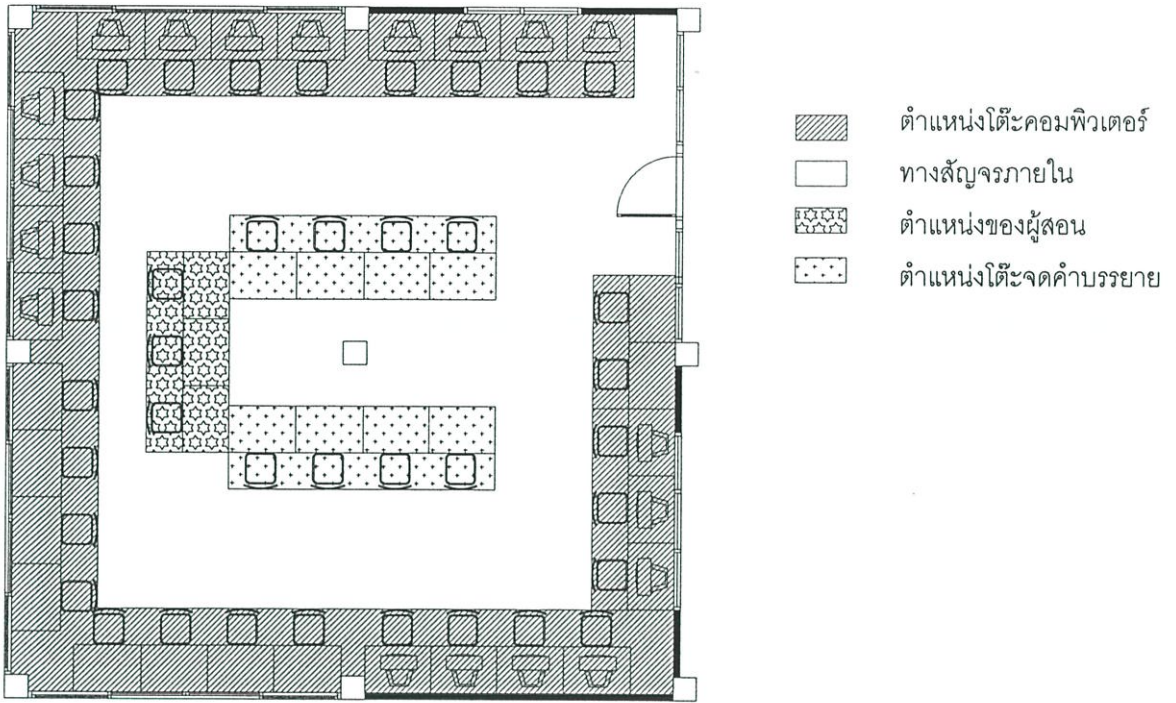 ตำแหน่งโต๊ะคอมพิวเตอร์
ทางสัญจรภายใน
ตำแหน่งของผู้สอน
ตำแหน่งโต๊ะจดคำบรรยาย